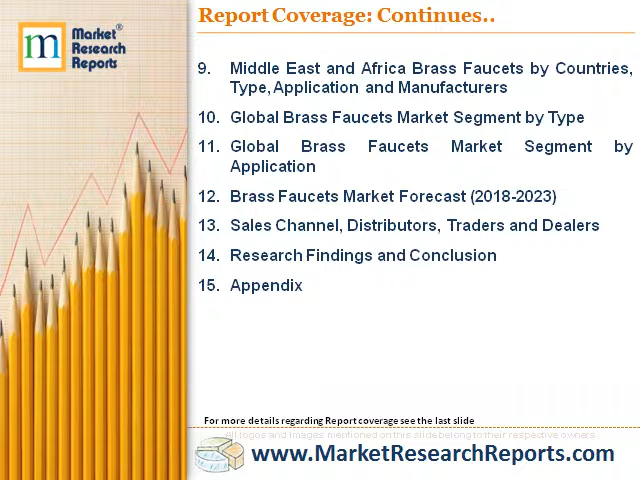 Report Coverage: Continues..
m
Market®
Research
Reports
9. Middle East and Africa Brass Faucets by Countries,
Type, Application and Manufacturers
10. Global Brass Faucets Market Segment by Type
11. Global Brass Faucets Market Segment by
Application
12. Brass Faucets Market Forecast (2018-2023)
13. Sales Channel, Distributors, Traders and Dealers
14. Research Findings and Conclusion
15. Appendix
For more details regarding Report coverage see the last slide
All logos and Images mentioned on this slide belong to their respective owners.
www.MarketResearchReports.com